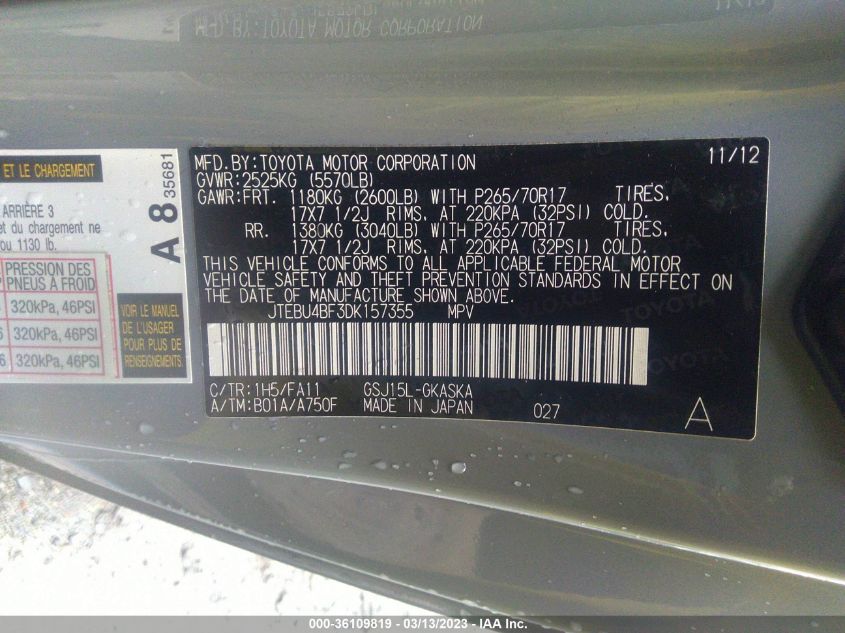 MFD. BY: TOYOTA MOTOR CORPORATION 11/12
GVWR: 2525KG (5570LB)
GAWR: FRT. 1180KG (2600LB) WITH P265/70R17 TIRES,
17X7 1/2J RIMS, AT 220KPA (32PSI) COLD.
RR. 1380KG (3040LB) WITH P265/70R17 TIRES,
17X7 1/2J RIMS, AT 220KPA (32PSI) COLD.
THIS VEHICLE CONFORMS TO ALL APPLICABLE FEDERAL MOTOR
VEHICLE SAFETY AND THEFT PREVENTION STANDARDS IN EFFECT ON
THE DATE OF MANUFACTURE SHOWN ABOVE.
JTEBU4BF3DK157355 MPV
C/TR: 1H5/FA11 GSJ15L-GKASKA
A/TM: B01A/A750F MADE IN JAPAN 027 A
ET LE CHARGEMENT
ARRIÈRE 3
et du chargement ne
ou 1130 lb.
PRESSION DES
PNEUS À FROID
320kPa, 46PSI
320kPa, 46PSI
320kPa, 46PSI
VOIR LE MANUEL
DE L'USAGER
POUR PLUS DE
RENSEIGNEMENTS
A 8 35681
000-36109819 - 03/13/2023 - IAA Inc.